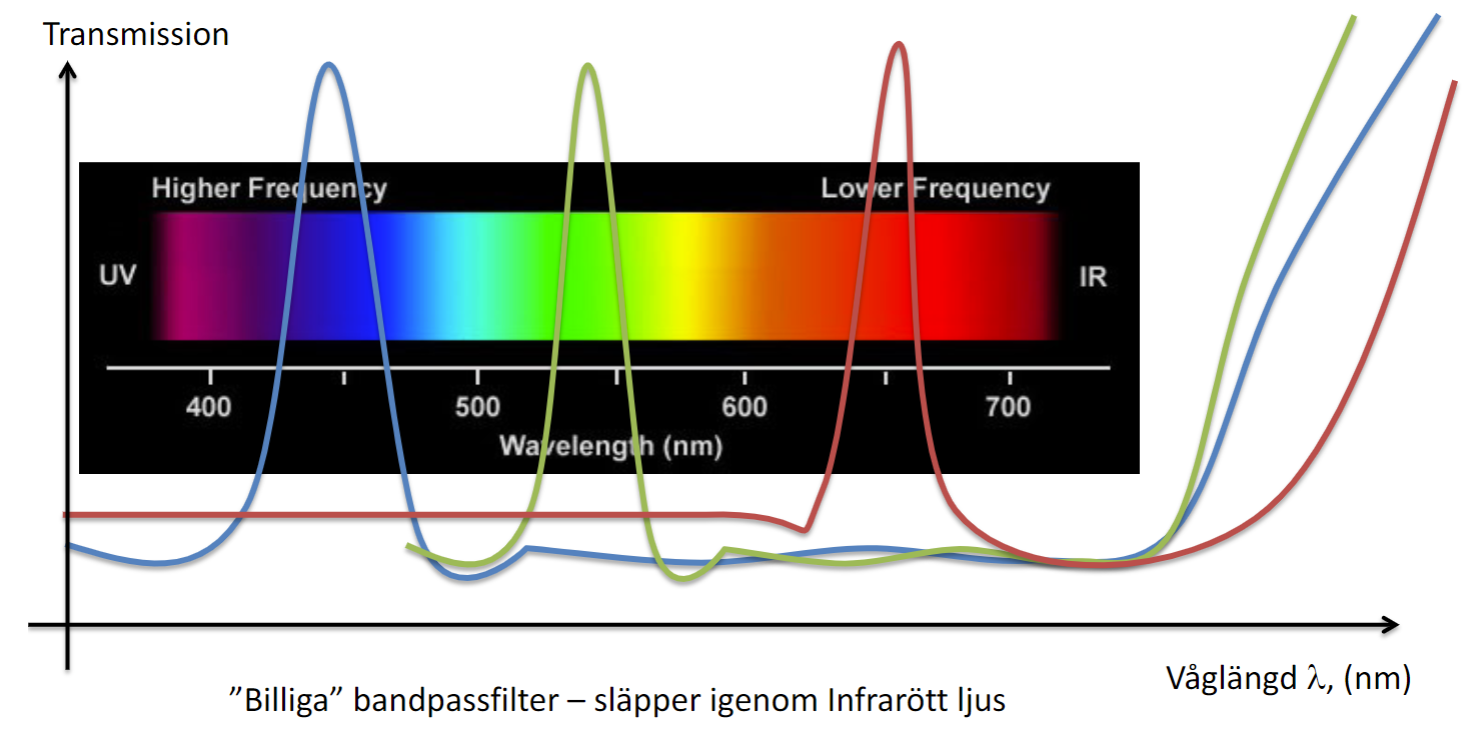 Transmission
Higher Frequency
Lower Frequency
UV
IR
400
500
600
700
Wavelength (nm)
Våglängd λ, (nm)
”Billiga” bandpassfilter – släpper igenom Infrarött ljus